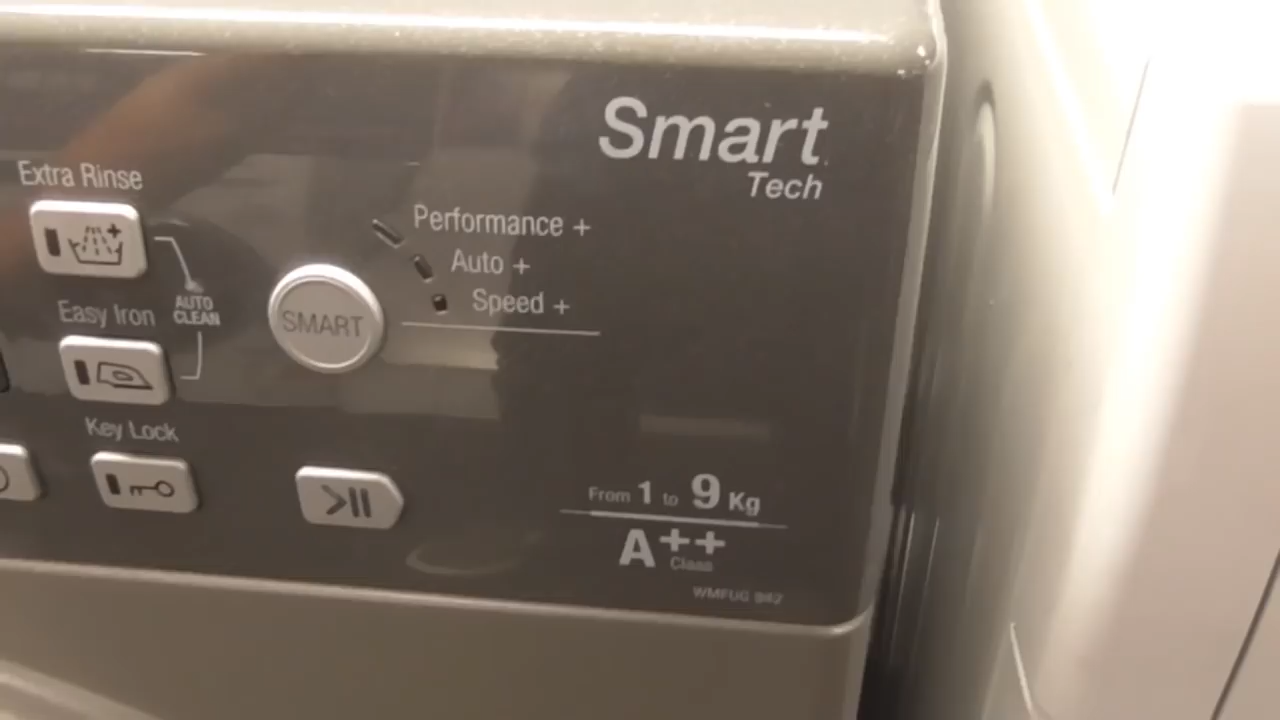 Smart
Tech
Extra Rinse
Performance +
Auto +
Speed +
AUTO
CLEAN
Easy Iron
SMART
Key Lock
From 1 to 9 Kg
A++
Class
WMFUG